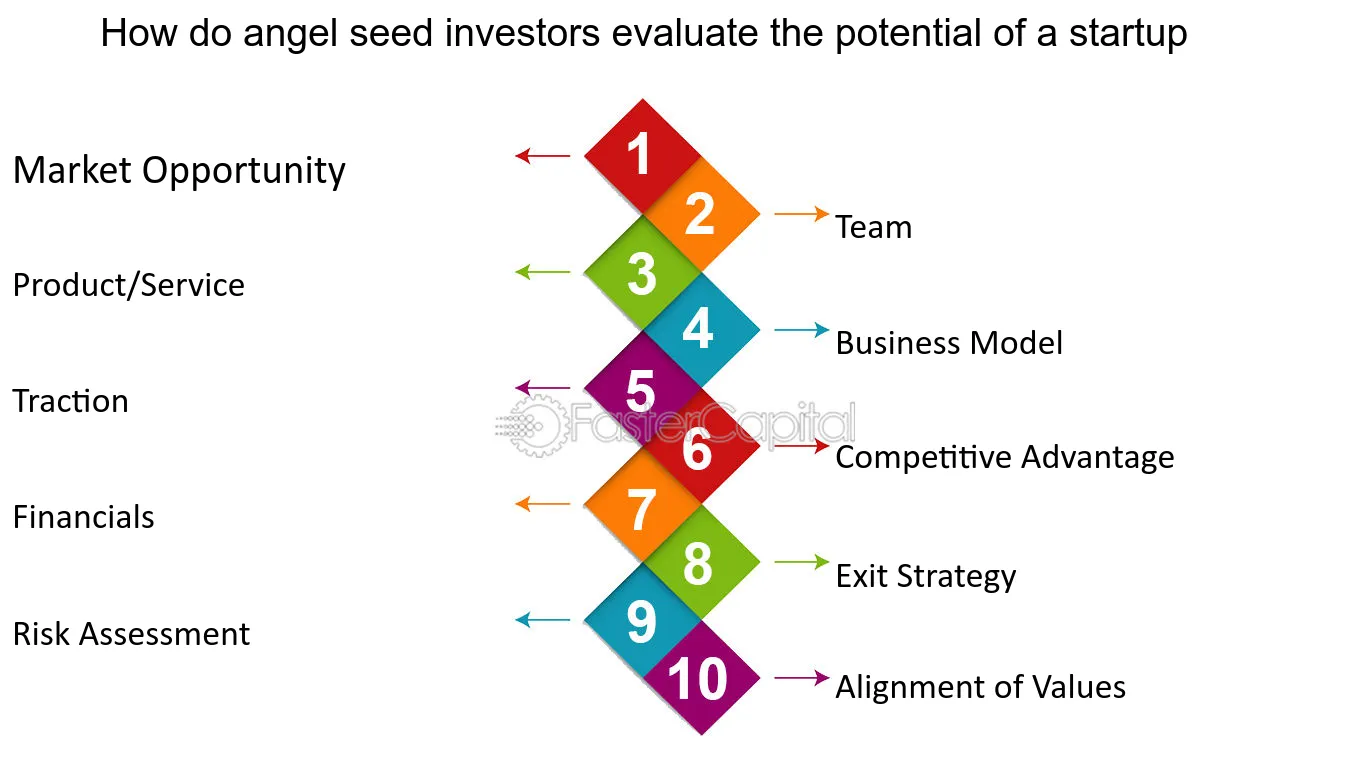 How do angel seed investors evaluate the potential of a startup
1
Market Opportunity
2
Team
3
Product/Service
4
Business Model
5
Traction
FasterCapital
6
Competitive Advantage
7
Financials
8
Exit Strategy
9
Risk Assessment
10
Alignment of Values